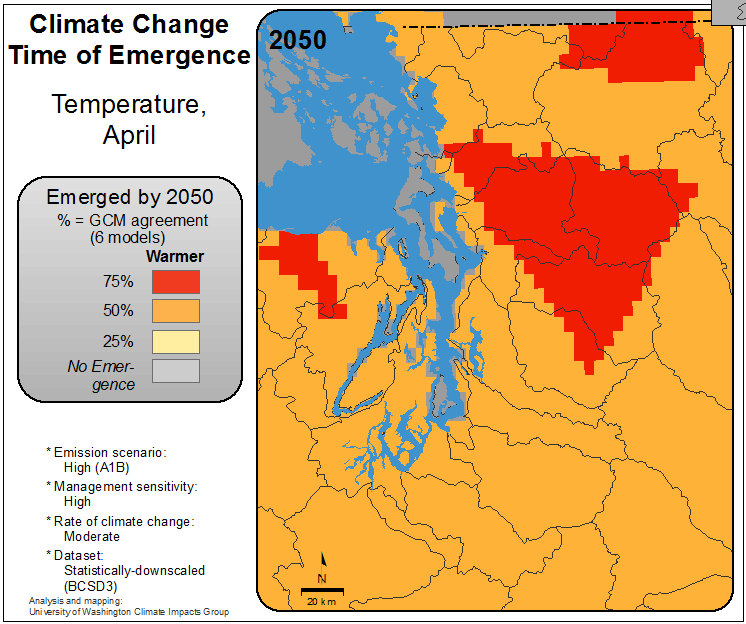 Climate Change
Time of Emergence
Temperature,
April
Emerged by 2050
% = GCM agreement
(6 models)
Warmer
75%
50%
25%
No Emer-
gence
* Emission scenario:
High (A1B)
* Management sensitivity:
High
* Rate of climate change:
Moderate
* Dataset:
Statistically-downscaled
(BCSD3)
Analysis and mapping:
University of Washington Climate Impacts Group
2050
N
20 km